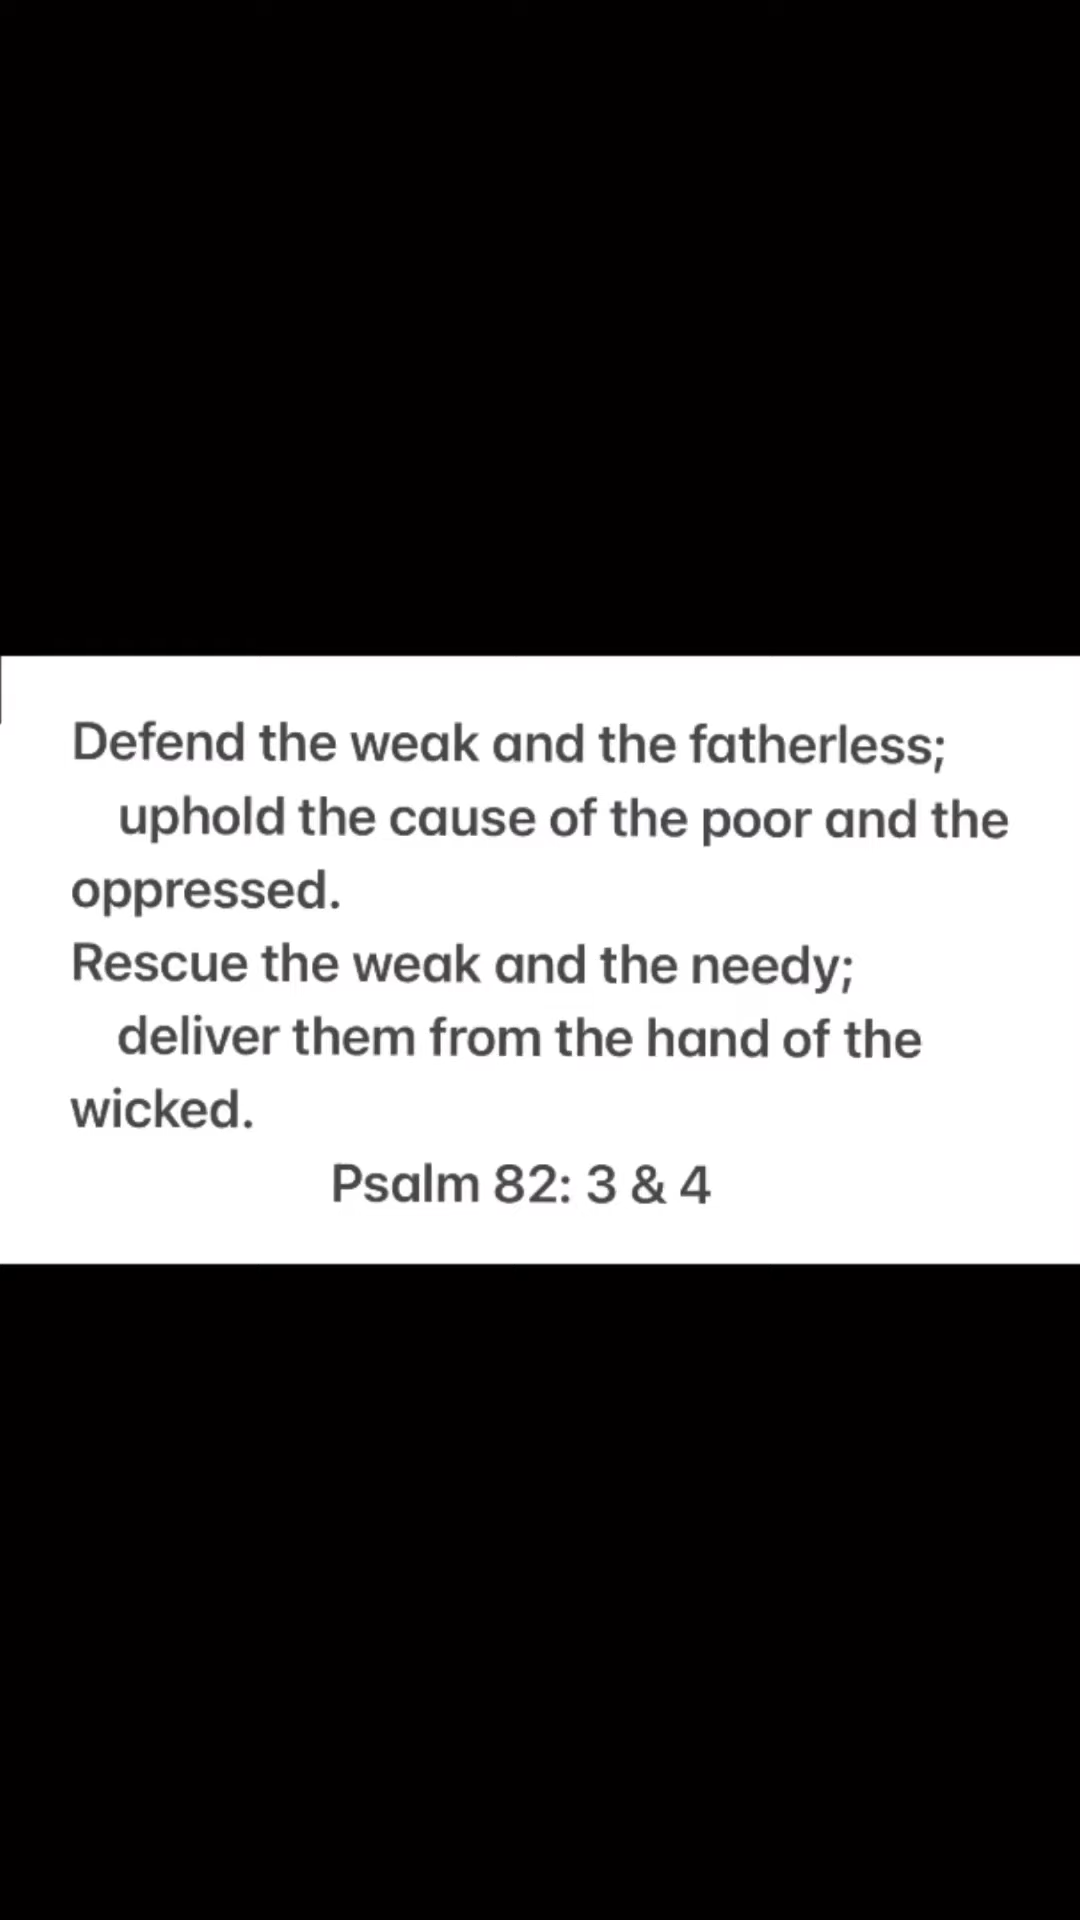 Defend the weak and the fatherless;
uphold the cause of the poor and the
oppressed.
Rescue the weak and the needy;
deliver them from the hand of the
wicked.
Psalm 82: 3 & 4